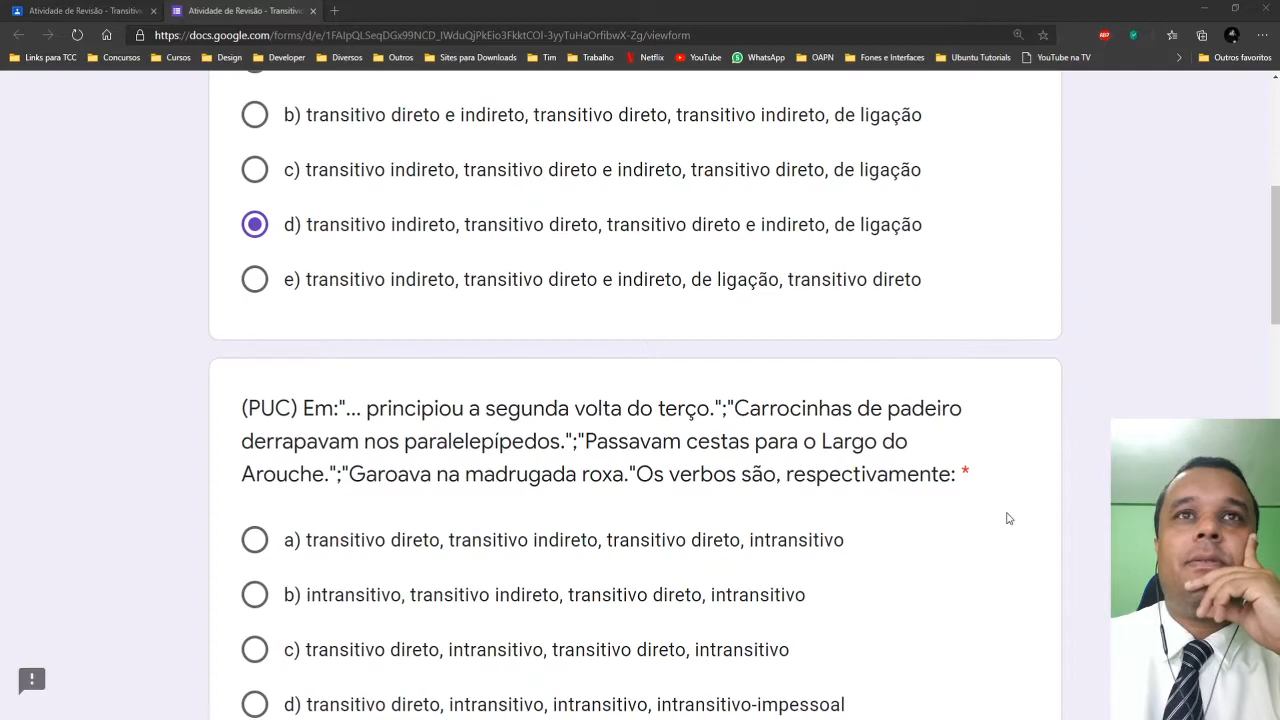 Atividade de Revisão - Transitivid
Atividade de Revisão - Transitivid
https://docs.google.com/forms/d/e/1FAIpQLSeqDGx99NCD_IWduQjPkEio3FkktCOl-3yyTuHaOrfibwX-Zg/viewform
Links para TCC Concursos Cursos Design Developer Diversos Outros Sites para Downloads Tim Trabalho Netflix YouTube WhatsApp OAPN Fones e Interfaces Ubuntu Tutorials YouTube na TV Outros favoritos
b) transitivo direto e indireto, transitivo direto, transitivo indireto, de ligação
c) transitivo indireto, transitivo direto e indireto, transitivo direto, de ligação
d) transitivo indireto, transitivo direto, transitivo direto e indireto, de ligação
e) transitivo indireto, transitivo direto e indireto, de ligação, transitivo direto
(PUC) Em:"... principiou a segunda volta do terço.";"Carrocinhas de padeiro
derrapavam nos paralelepípedos.";"Passavam cestas para o Largo do
Arouche.";"Garoava na madrugada roxa."Os verbos são, respectivamente: *
a) transitivo direto, transitivo indireto, transitivo direto, intransitivo
b) intransitivo, transitivo indireto, transitivo direto, intransitivo
c) transitivo direto, intransitivo, transitivo direto, intransitivo
d) transitivo direto, intransitivo, intransitivo, intransitivo-impessoal